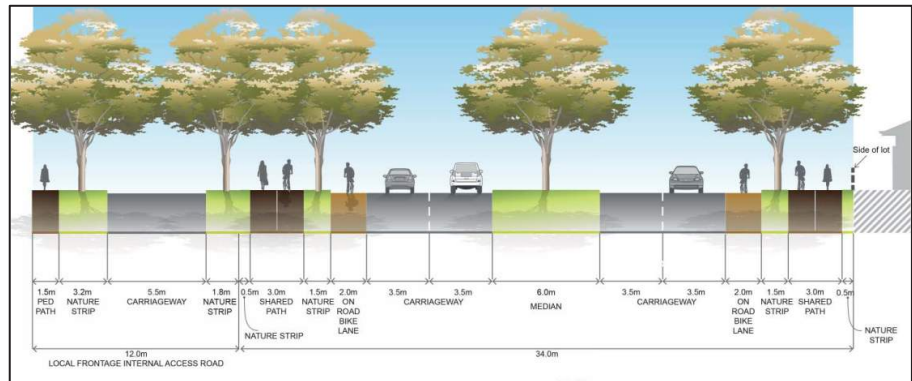 Side of lot
1.5m
PED
PATH
3.2m
NATURE
STRIP
5.5m
CARRIAGEWAY
1.8m
NATURE
STRIP
0.5m
NATURE STRIP
3.0m
SHARED
PATH
1.5m
NATURE
STRIP
2.0m
ON
ROAD
BIKE
LANE
3.5m
3.5m
CARRIAGEWAY
6.0m
MEDIAN
3.5m
3.5m
CARRIAGEWAY
2.0m
ON
ROAD
BIKE
LANE
1.5m
NATURE
STRIP
3.0m
SHARED
PATH
0.5m
NATURE
STRIP
12.0m
LOCAL FRONTAGE INTERNAL ACCESS ROAD
34.0m